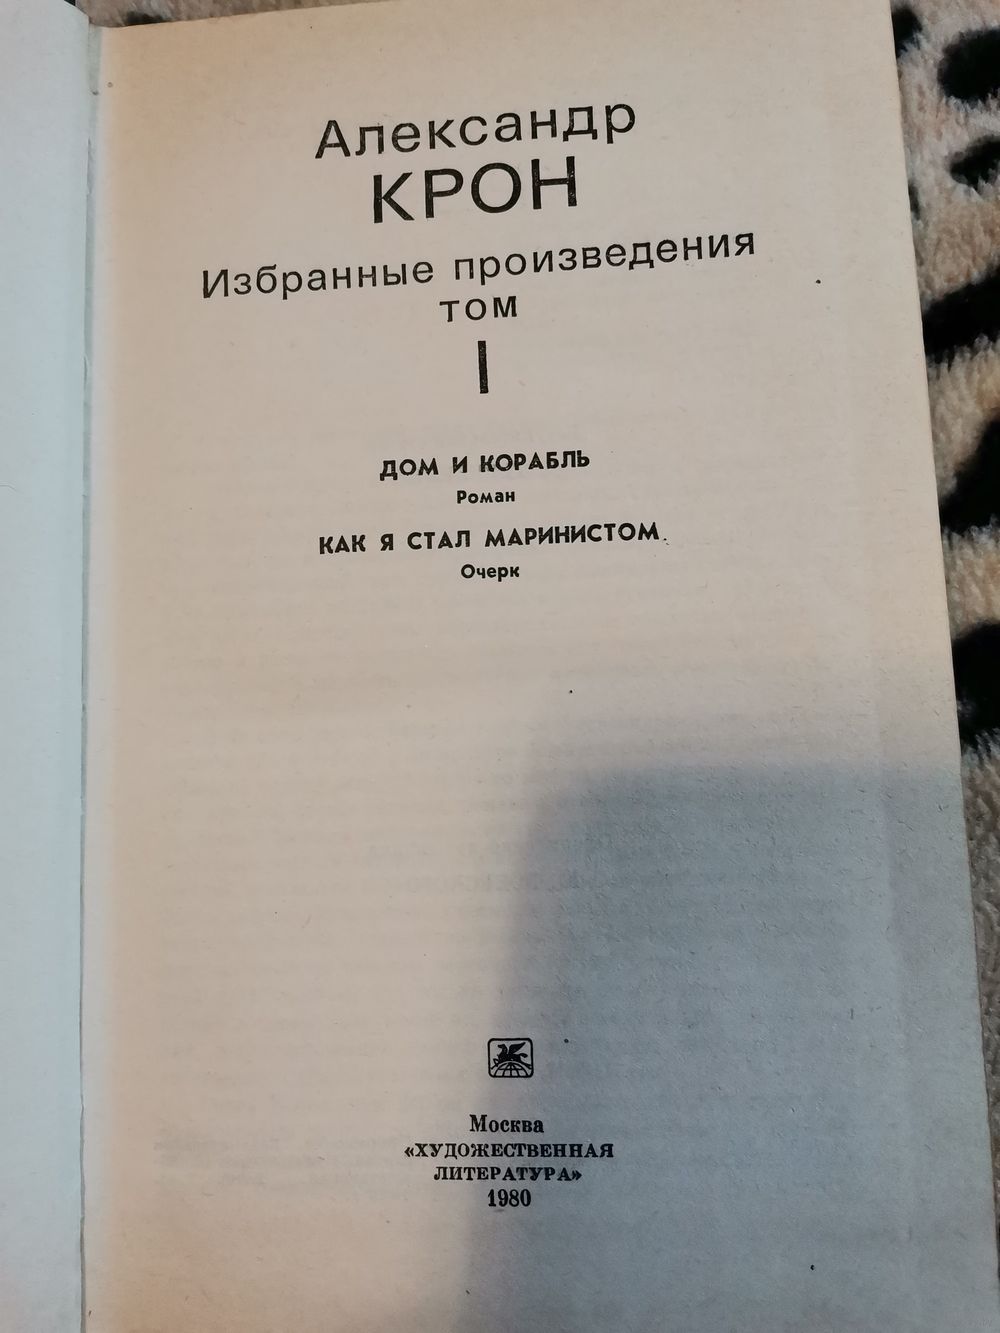 Александр
КРОН
Избранные произведения
ТОМ
I
ДОМ И КОРАБЛЬ
Роман
КАК Я СТАЛ МАРИНИСТОМ
Очерк
Москва
«ХУДОЖЕСТВЕННАЯ
ЛИТЕРАТУРА»
1980